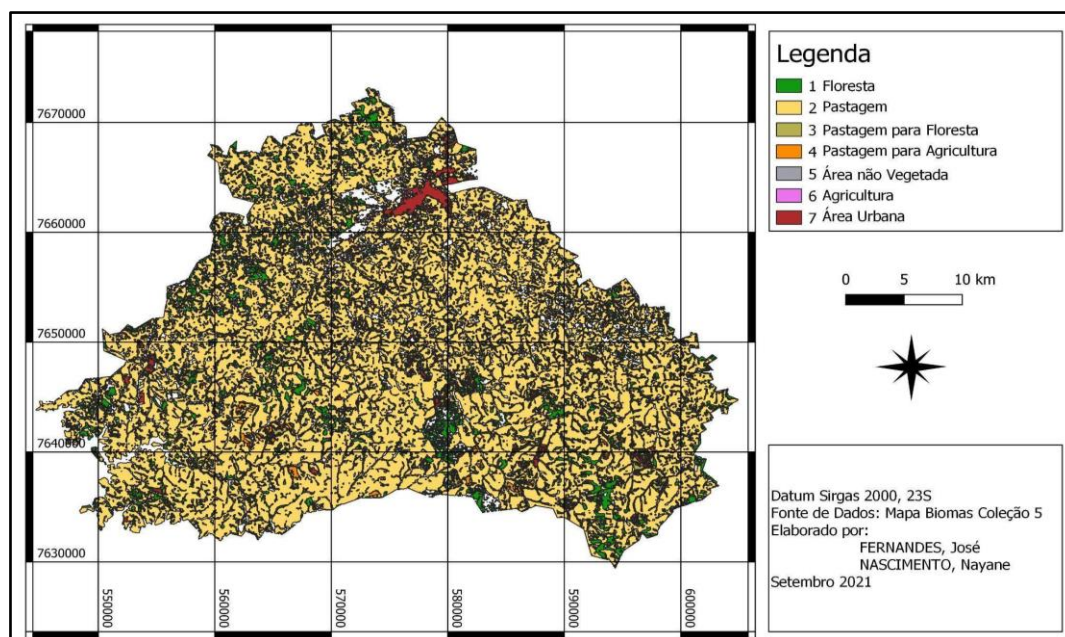 7670000
7660000
7650000
7640000
7630000
550000
560000
570000
580000
590000
600000
Legenda
1 Floresta
2 Pastagem
3 Pastagem para Floresta
4 Pastagem para Agricultura
5 Área não Vegetada
6 Agricultura
7 Área Urbana
0 5 10 km
Datum Sirgas 2000, 23S
Fonte de Dados: Mapa Biomas Coleção 5
Elaborado por:
FERNANDES, José
NASCIMENTO, Nayane
Setembro 2021